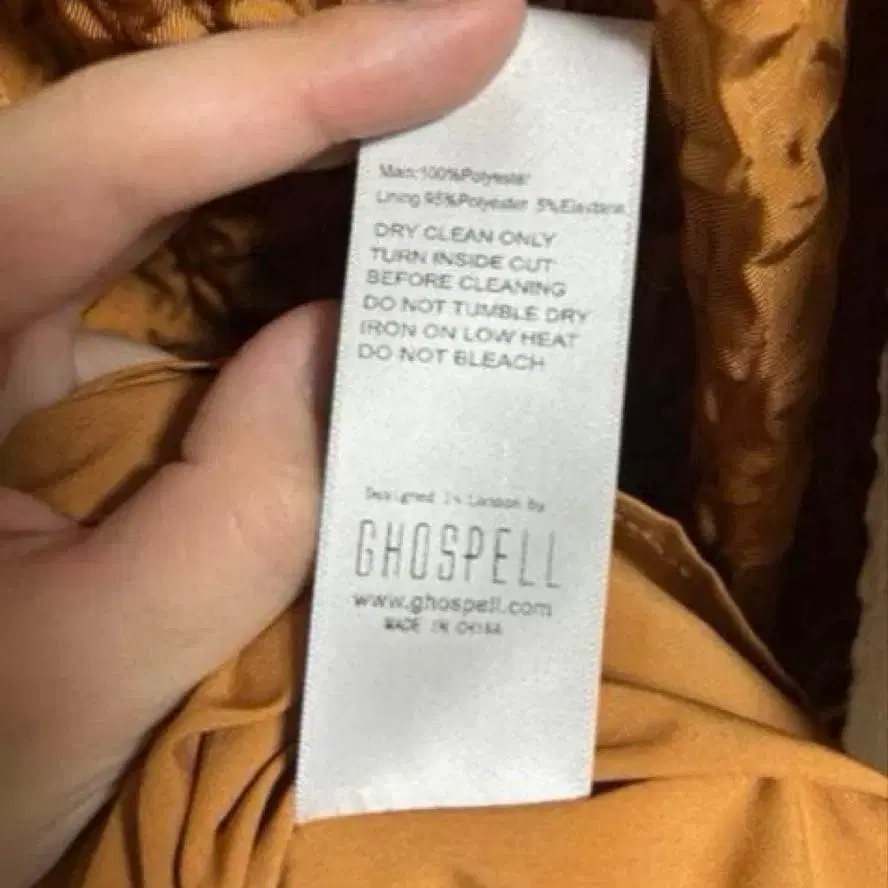 Main:100%Polyester
Lining 95%Polyester 5%Elastane
DRY CLEAN ONLY
TURN INSIDE OUT
BEFORE CLEANING
DO NOT TUMBLE DRY
IRON ON LOW HEAT
DO NOT BLEACH
Designed in London by
GHOSPELL
www.ghospell.com
MADE IN CHINA